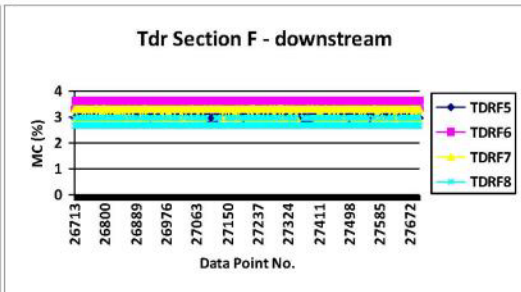 Tdr Section F - downstream
4
3
2
1
0
MC (%)
26713
26800
26889
26976
27063
27150
27237
27324
27411
27498
27585
27672
Data Point No.
TDRF5
TDRF6
TDRF7
TDRF8